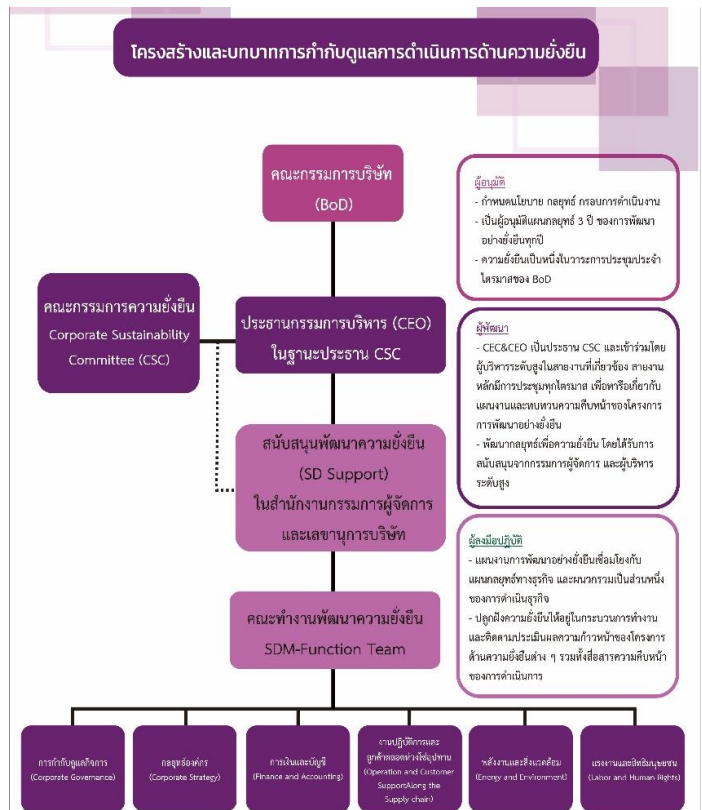 โครงสร้างและบทบาทการกำกับดูแลการดำเนินการด้านความยั่งยืน
คณะกรรมการบริษัท
(BoD)
ผู้อนุมัติ
- กำหนดนโยบาย กลยุทธ์ กรอบการดำเนินงาน
- เป็นผู้อนุมัติแผนกลยุทธ์ 3 ปี ของการพัฒนา
อย่างยั่งยืนทุกปี
- ความยั่งยืนเป็นหนึ่งในวาระการประชุมประจำ
ไตรมาสของ BoD
คณะกรรมการความยั่งยืน
Corporate Sustainability
Committee (CSC)
ประธานกรรมการบริหาร (CEO)
ในฐานะประธาน CSC
ผู้พัฒนา
- CEC&CEO เป็นประธาน CSC และเข้าร่วมโดย
ผู้บริหารระดับสูงในสายงานที่เกี่ยวข้อง สายงาน
หลักมีการประชุมทุกไตรมาส เพื่อหารือเกี่ยวกับ
แผนงานและทบทวนความคืบหน้าของโครงการ
การพัฒนาอย่างยั่งยืน
- พัฒนากลยุทธ์เพื่อความยั่งยืน โดยได้รับการ
สนับสนุนจากกรรมการผู้จัดการ และผู้บริหาร
ระดับสูง
สนับสนุนพัฒนาความยั่งยืน
(SD Support)
ในสำนักงานกรรมการผู้จัดการ
และเลขานุการบริษัท
ผู้ลงมือปฏิบัติ
- แผนงานการพัฒนาอย่างยั่งยืนเชื่อมโยงกับ
แผนกลยุทธ์ทางธุรกิจ และผนวกรวมเป็นส่วนหนึ่ง
ของการดำเนินธุรกิจ
- ปลูกฝังความยั่งยืนให้อยู่ในกระบวนการทำงาน
และติดตามประเมินผลความก้าวหน้าของโครงการ
ด้านความยั่งยืนต่าง ๆ รวมทั้งสื่อสารความคืบหน้า
ของการดำเนินการ
คณะทำงานพัฒนาความยั่งยืน
SDM-Function Team
การกำกับดูแลกิจการ
(Corporate Governance)
กลยุทธ์องค์กร
(Corporate Strategy)
การเงินและบัญชี
(Finance and Accounting)
งานปฏิบัติการและ
ลูกค้าตลอดห่วงโซ่อุปทาน
(Operation and Customer
SupportAlong the
Supply chain)
พลังงานและสิ่งแวดล้อม
(Energy and Environment)
แรงงานและสิทธิมนุษยชน
(Labor and Human Rights)